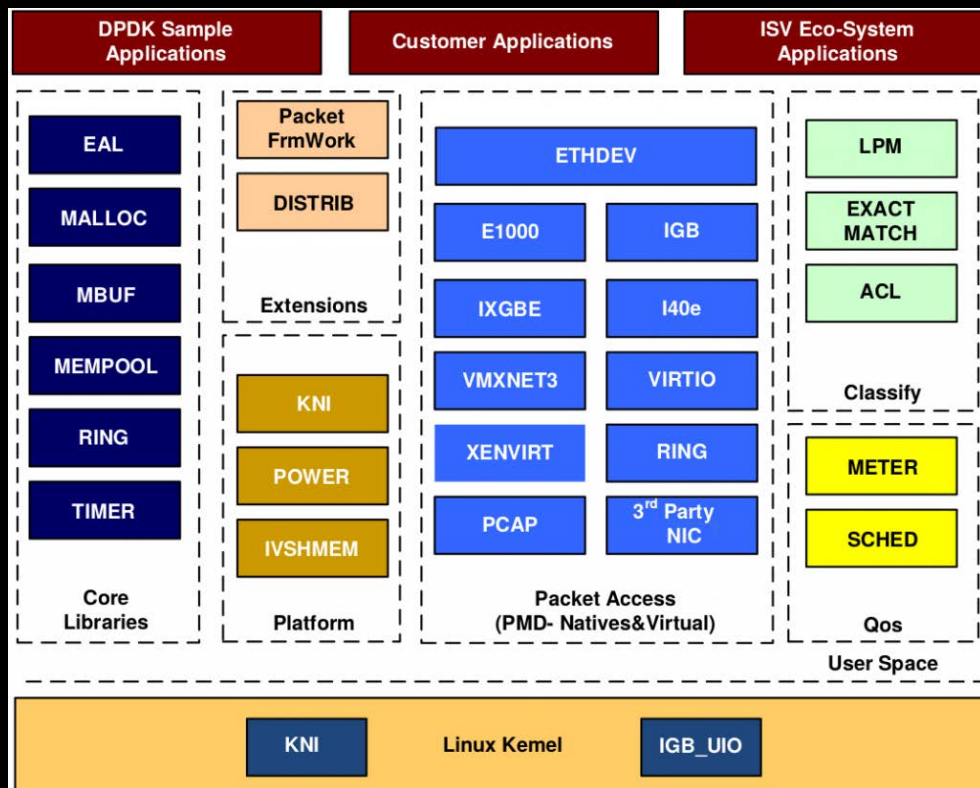 DPDK Sample
Applications
Customer Applications
ISV Eco-System
Applications
EAL
MALLOC
MBUF
MEMPOOL
RING
TIMER
Core
Libraries
Packet
FrmWork
DISTRIB
Extensions
KNI
POWER
IVSHMEM
Platform
ETHDEV
E1000
IGB
IXGBE
I40e
VMXNET3
VIRTIO
XENVIRT
RING
PCAP
3rd Party
NIC
Packet Access
(PMD- Natives&Virtual)
LPM
EXACT
MATCH
ACL
Classify
METER
SCHED
Qos
User Space
KNI
Linux Kernel
IGB_UIO